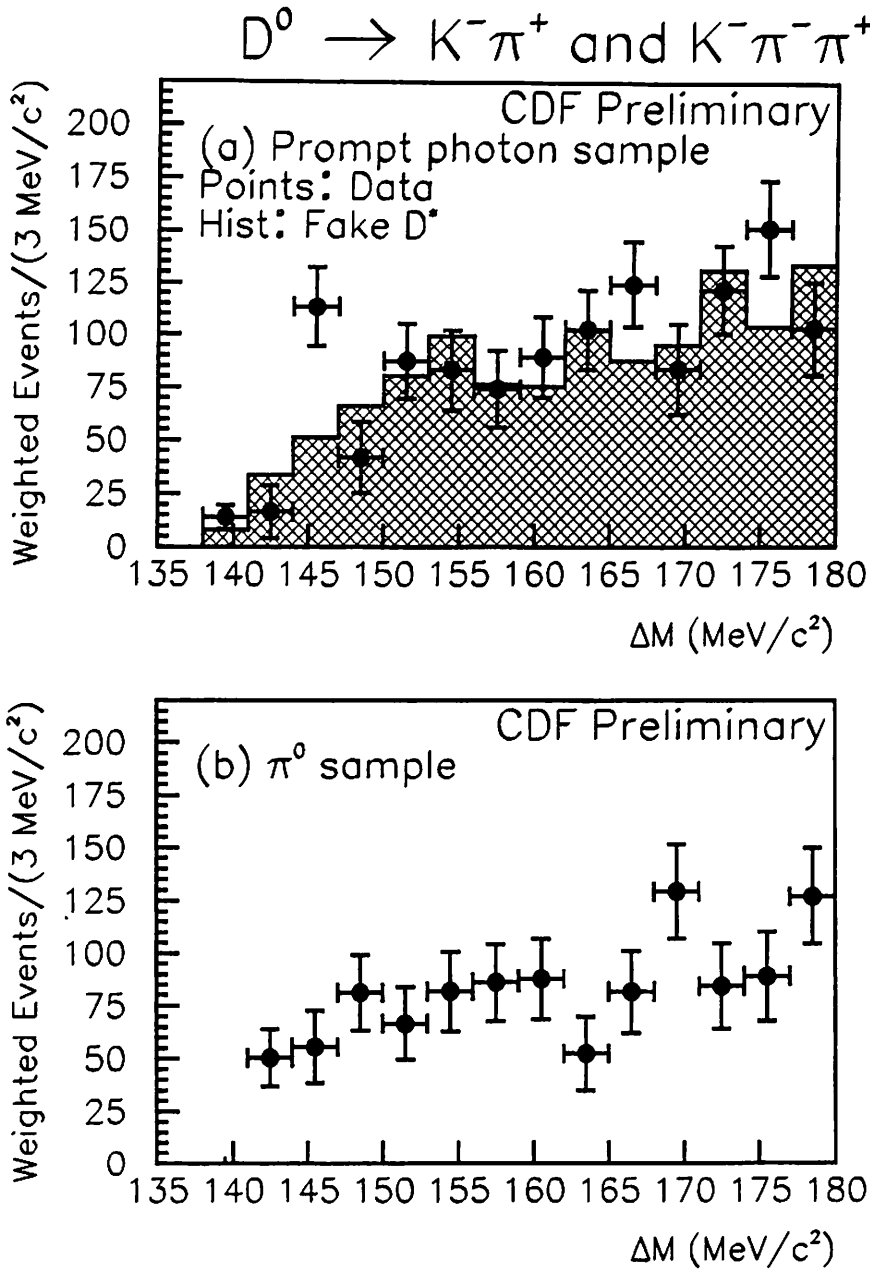 D⁰ → K⁻π⁺ and K⁻π⁻π⁺
CDF Preliminary
(a) Prompt photon sample
Points: Data
Hist: Fake D*
Weighted Events/(3 MeV/c²)
200
175
150
125
100
75
50
25
0
135 140 145 150 155 160 165 170 175 180
ΔM (MeV/c²)
CDF Preliminary
(b) π⁰ sample
Weighted Events/(3 MeV/c²)
200
175
150
125
100
75
50
25
0
135 140 145 150 155 160 165 170 175 180
ΔM (MeV/c²)